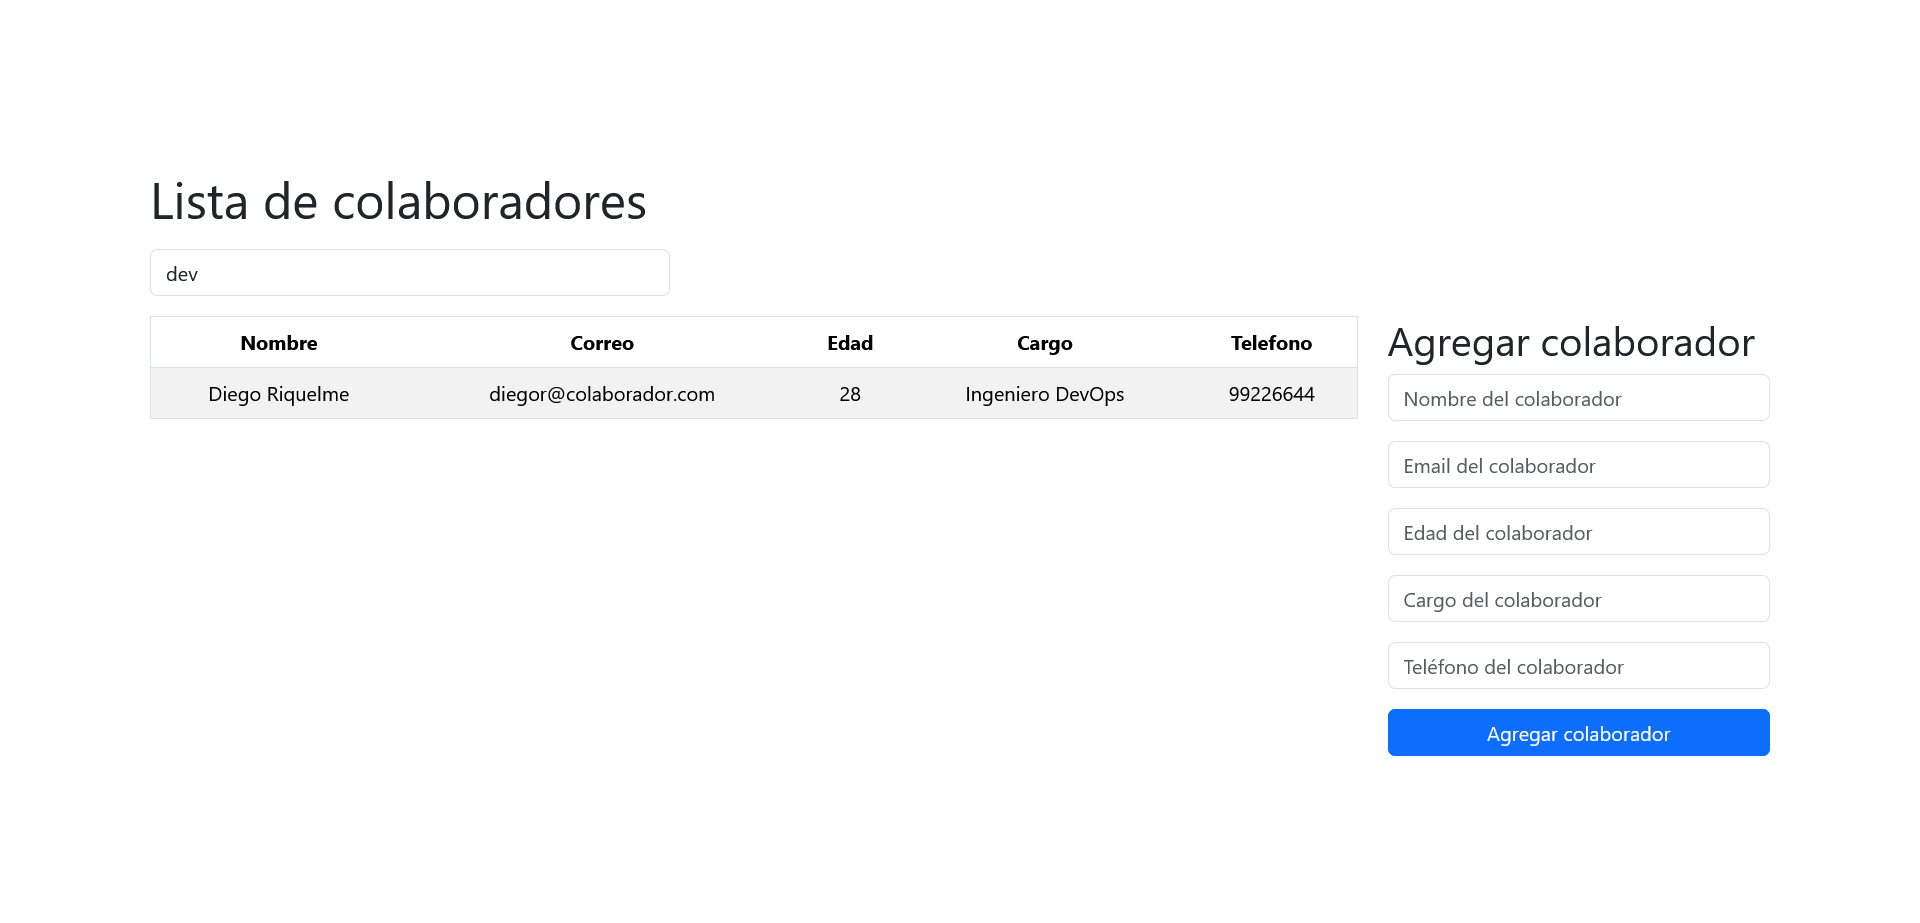 Lista de colaboradores
dev
Nombre Correo Edad Cargo Telefono
Diego Riquelme diegor@colaborador.com 28 Ingeniero DevOps 99226644
Agregar colaborador
Nombre del colaborador
Email del colaborador
Edad del colaborador
Cargo del colaborador
Teléfono del colaborador
Agregar colaborador